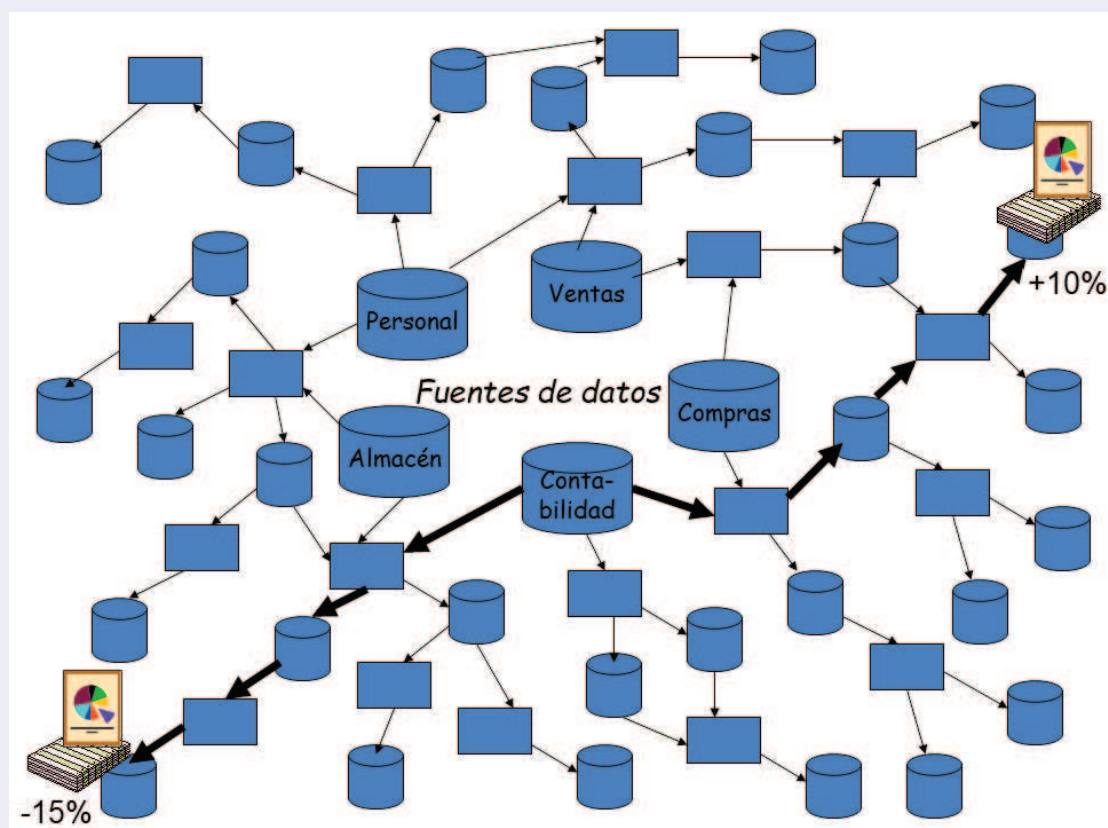 Ventas
+10%
Personal
Fuentes de datos
Compras
Almacén
Conta-
bilidad
-15%